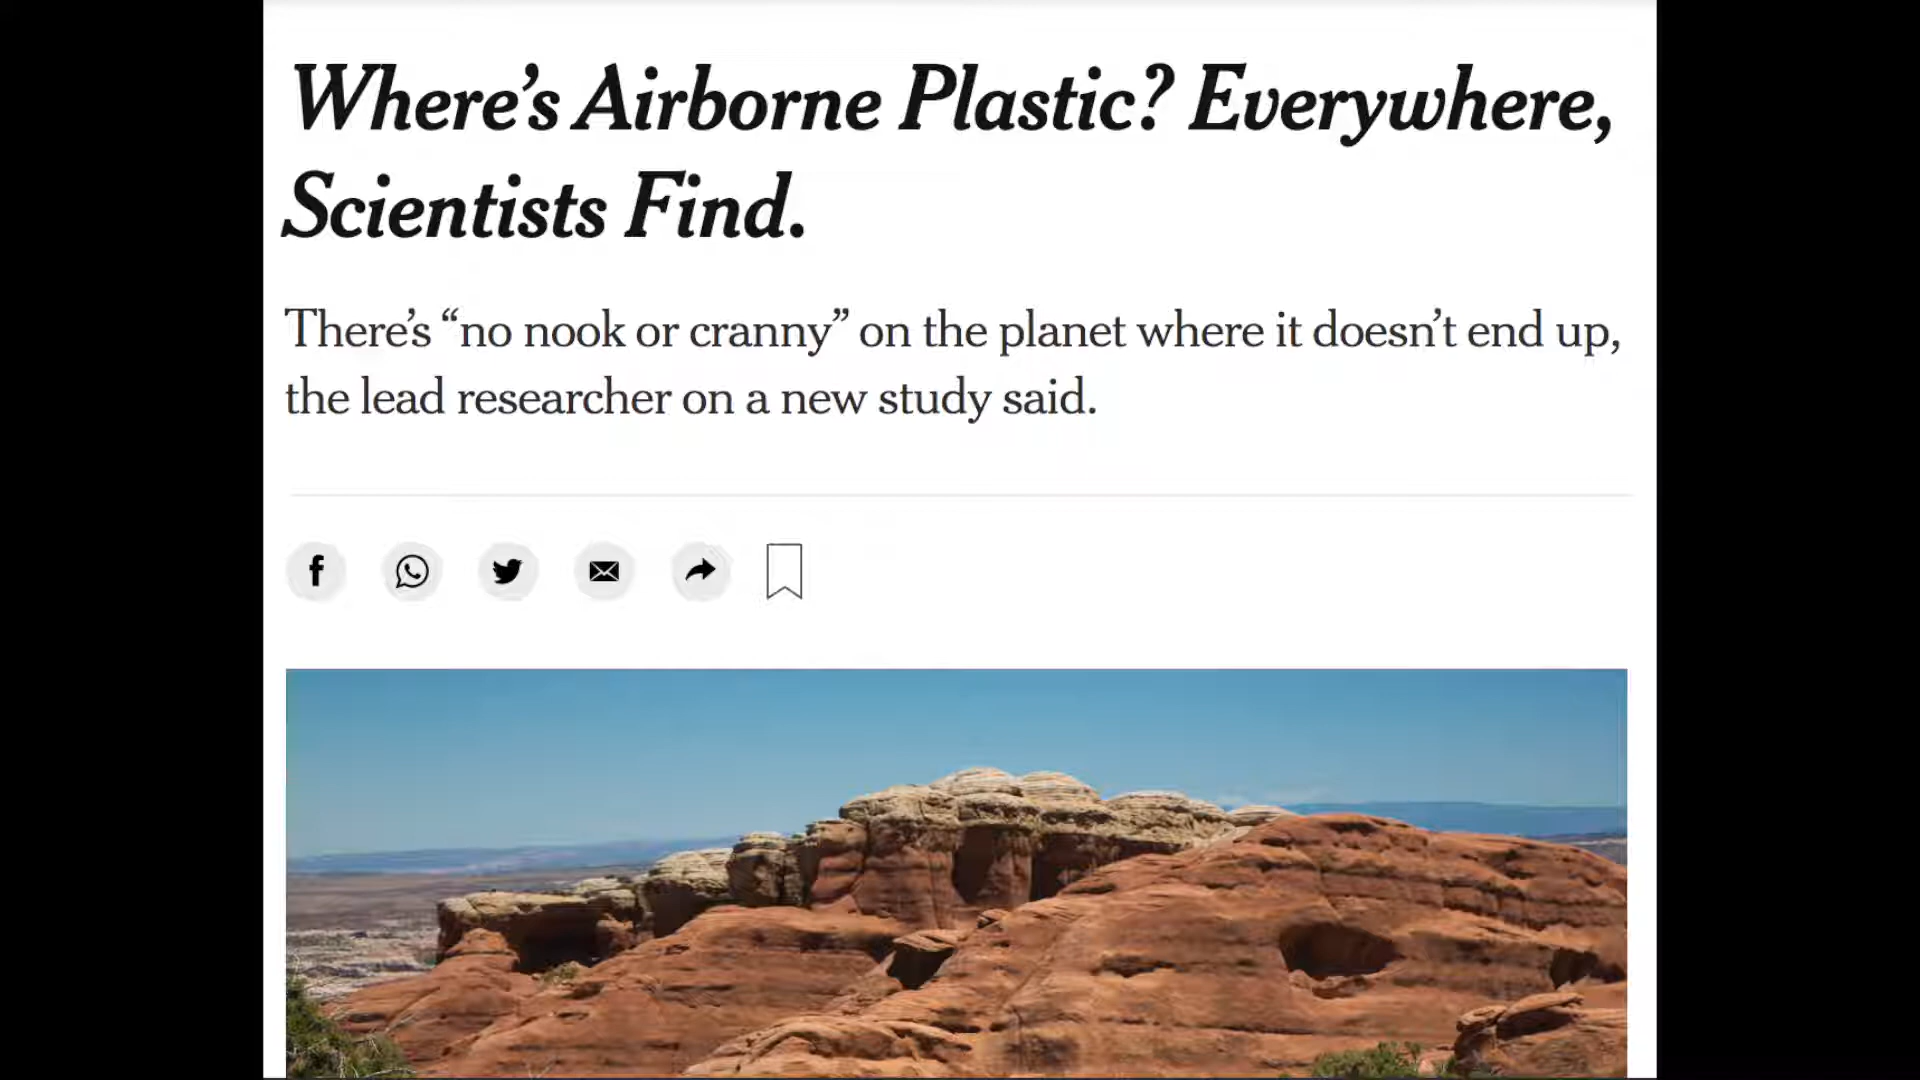 Where’s Airborne Plastic? Everywhere,
Scientists Find.
There’s “no nook or cranny” on the planet where it doesn’t end up,
the lead researcher on a new study said.